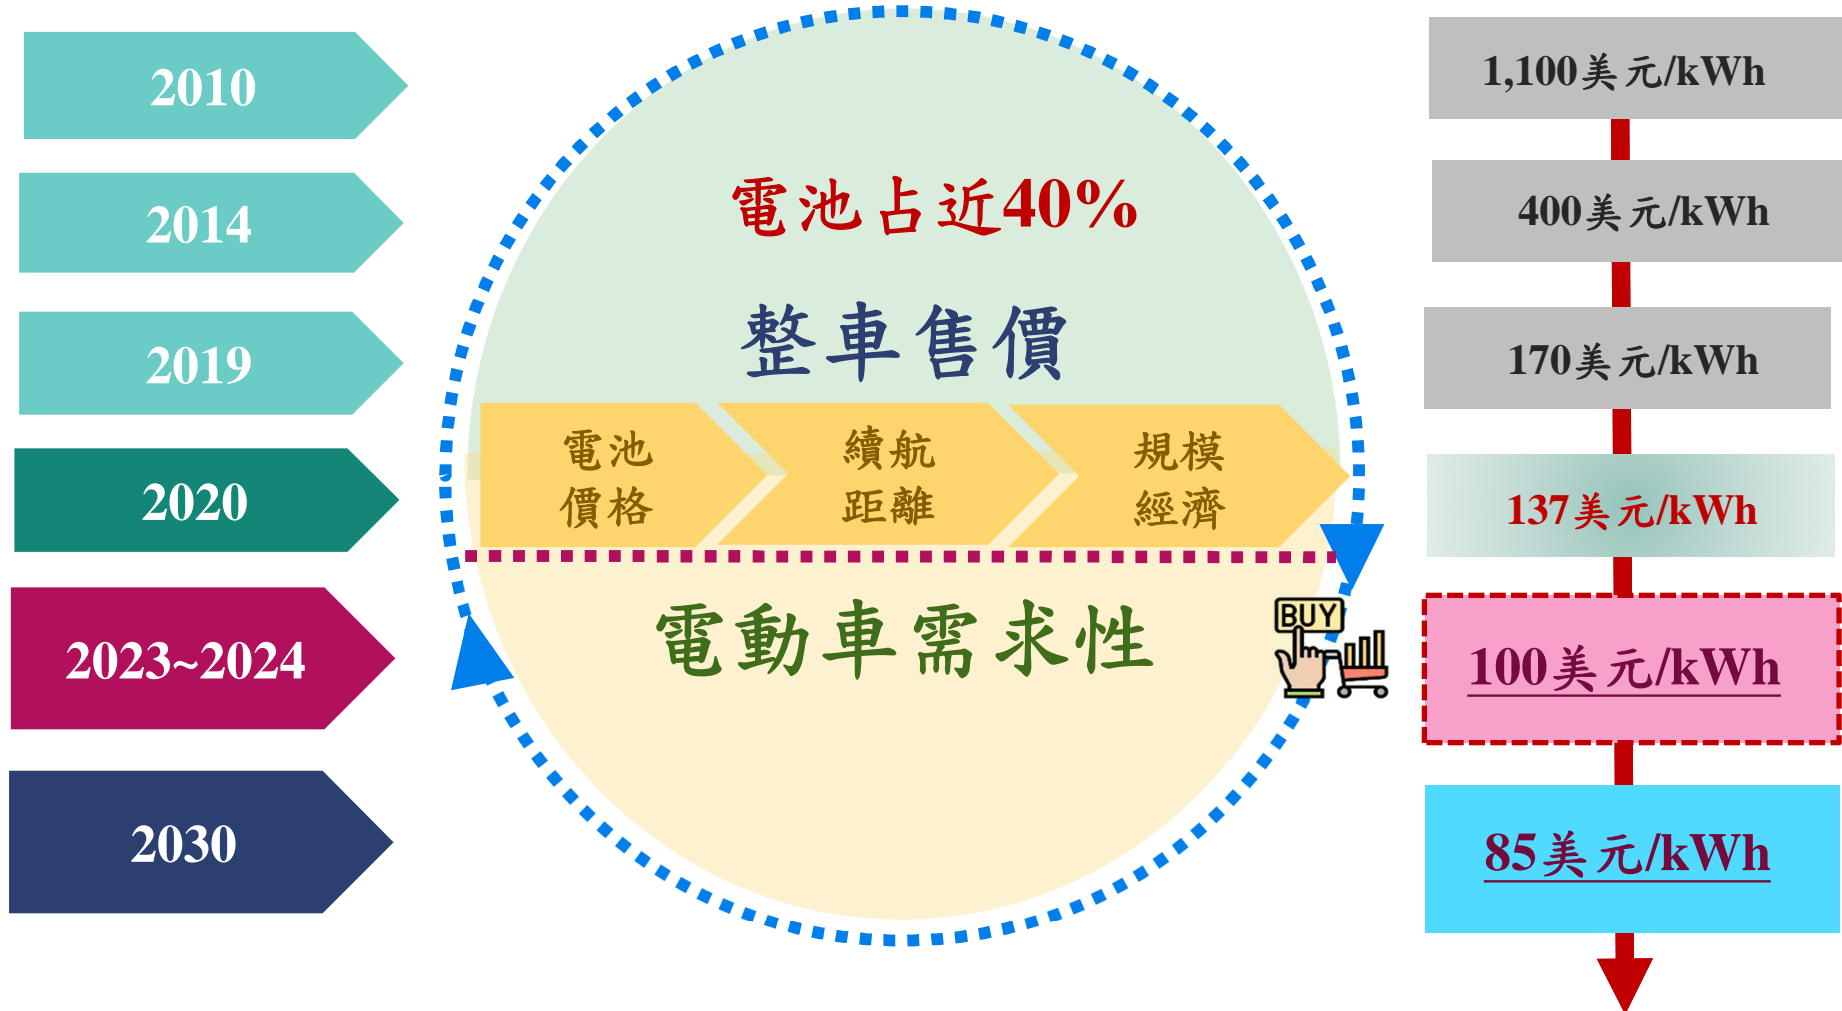 2010
2014
2019
2020
2023~2024
2030
電池占近40%
整車售價
電池
價格
續航
距離
規模
經濟
電動車需求性
BUY
1,100美元/kWh
400美元/kWh
170美元/kWh
137美元/kWh
100美元/kWh
85美元/kWh